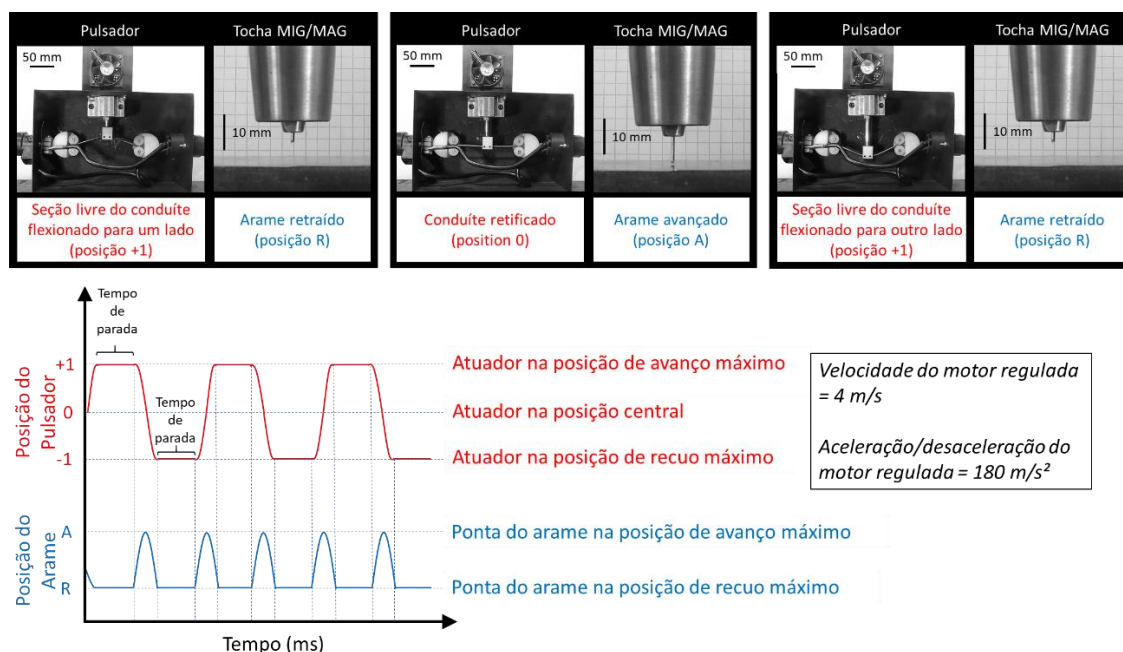 Pulsador
Tocha MIG/MAG
50 mm
10 mm
Seção livre do conduíte
flexionado para um lado
(posição +1)
Arame retraído
(posição R)
Pulsador
Tocha MIG/MAG
50 mm
10 mm
Conduíte retificado
(position 0)
Arame avançado
(posição A)
Pulsador
Tocha MIG/MAG
50 mm
10 mm
Seção livre do conduíte
flexionado para outro lado
(posição +1)
Arame retraído
(posição R)
Tempo
de
parada
Tempo
de
parada
Posição do
Pulsador
+1
0
-1
Atuador na posição de avanço máximo
Atuador na posição central
Atuador na posição de recuo máximo
Velocidade do motor regulada
= 4 m/s
Aceleração/desaceleração do
motor regulada = 180 m/s²
Posição do
Arame
A
R
Ponta do arame na posição de avanço máximo
Ponta do arame na posição de recuo máximo
Tempo (ms)